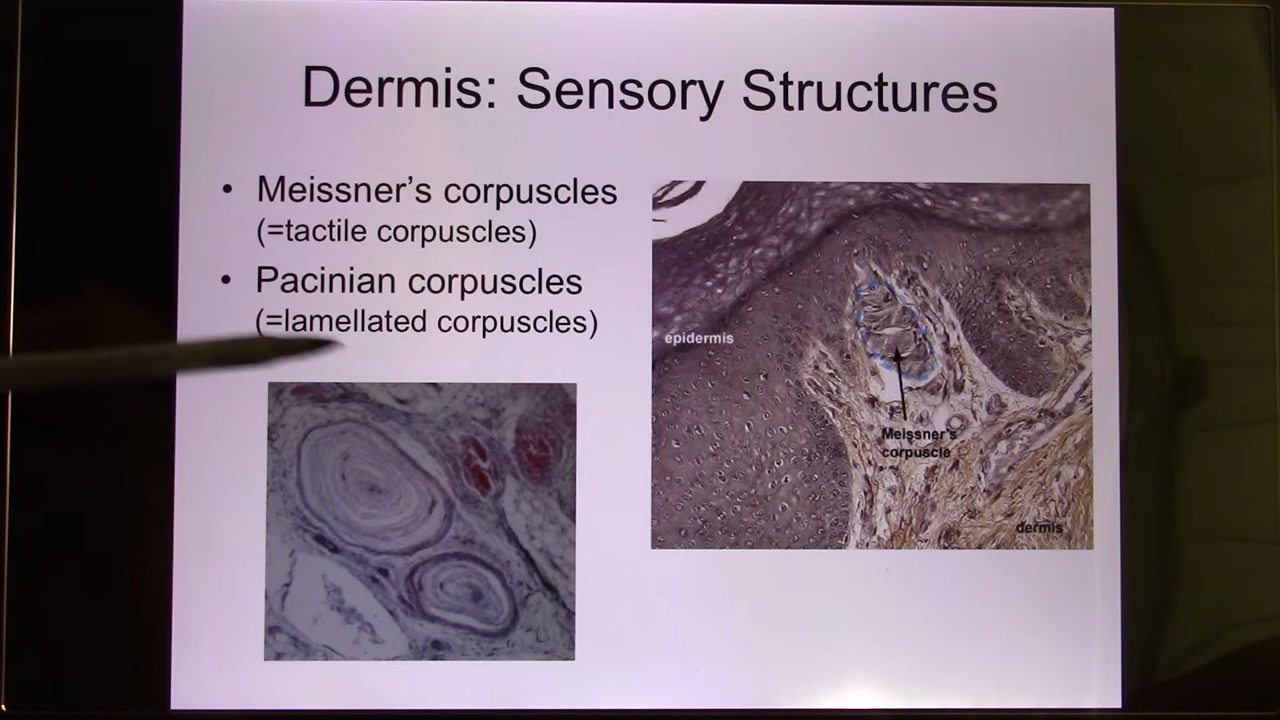 Dermis: Sensory Structures
• Meissner’s corpuscles
(=tactile corpuscles)
• Pacinian corpuscles
(=lamellated corpuscles)
epidermis
Meissner's
corpuscle
dermis